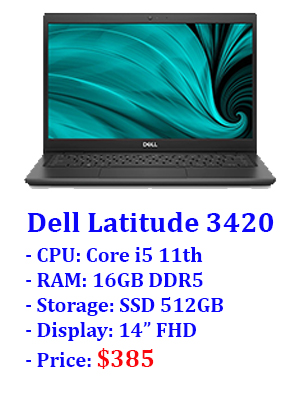 DELL
Dell Latitude 3420
- CPU: Core i5 11th
- RAM: 16GB DDR5
- Storage: SSD 512GB
- Display: 14” FHD
- Price: $385